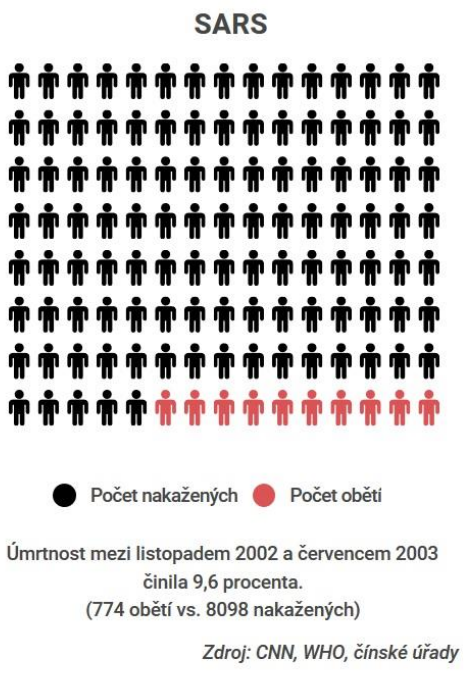 SARS
Počet nakažených Počet obětí
Úmrtnost mezi listopadem 2002 a červencem 2003
činila 9,6 procenta.
(774 obětí vs. 8098 nakažených)
Zdroj: CNN, WHO, čínské úřady